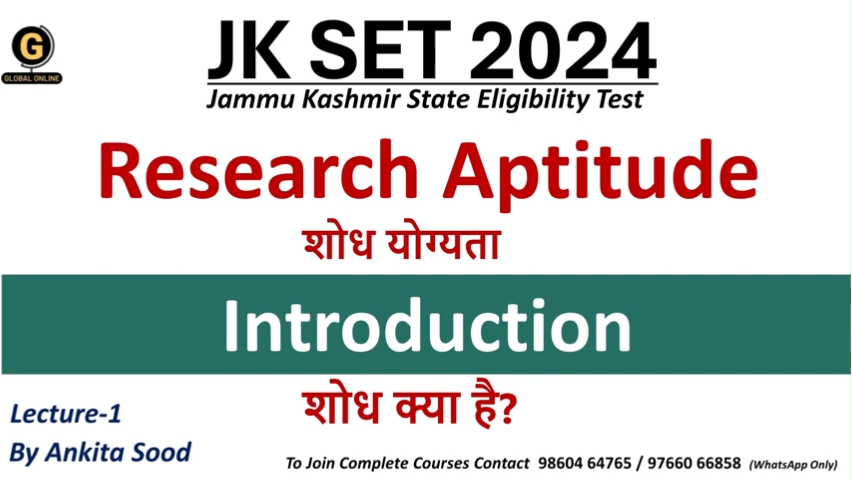 G
GLOBAL ONLINE
JK SET 2024
Jammu Kashmir State Eligibility Test
Research Aptitude
शोध योग्यता
Introduction
शोध क्या है?
Lecture-1
By Ankita Sood
To Join Complete Courses Contact 98604 64765 / 97660 66858 (WhatsApp Only)